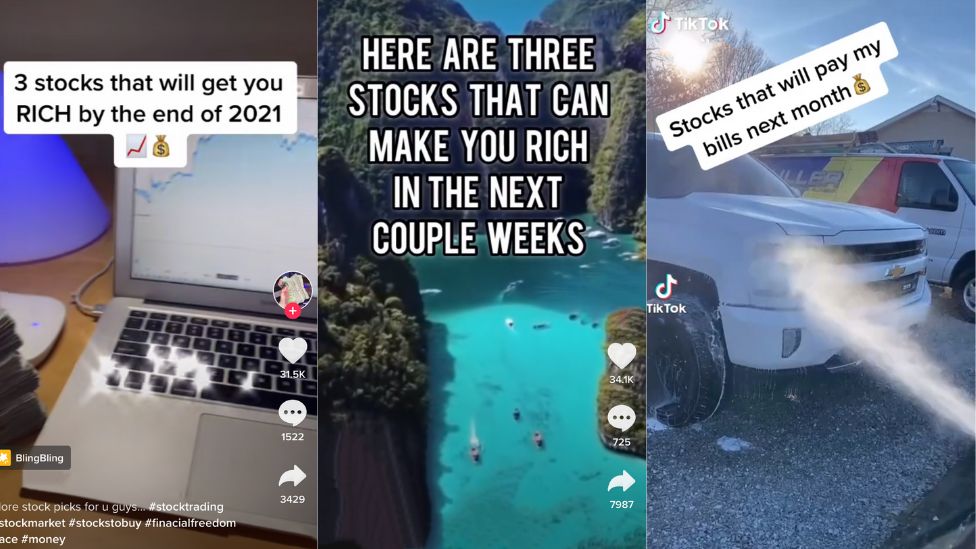 3 stocks that will get you
RICH by the end of 2021
31.5K
1522
3429
BlingBling
ore stock picks for u guys... #stocktrading
stockmarket #stockstobuy #finacialfreedom
ace #money
HERE ARE THREE
STOCKS THAT CAN
MAKE YOU RICH
IN THE NEXT
COUPLE WEEKS
34.1K
725
7987
TikTok
Stocks that will pay my
bills next month
TikTok